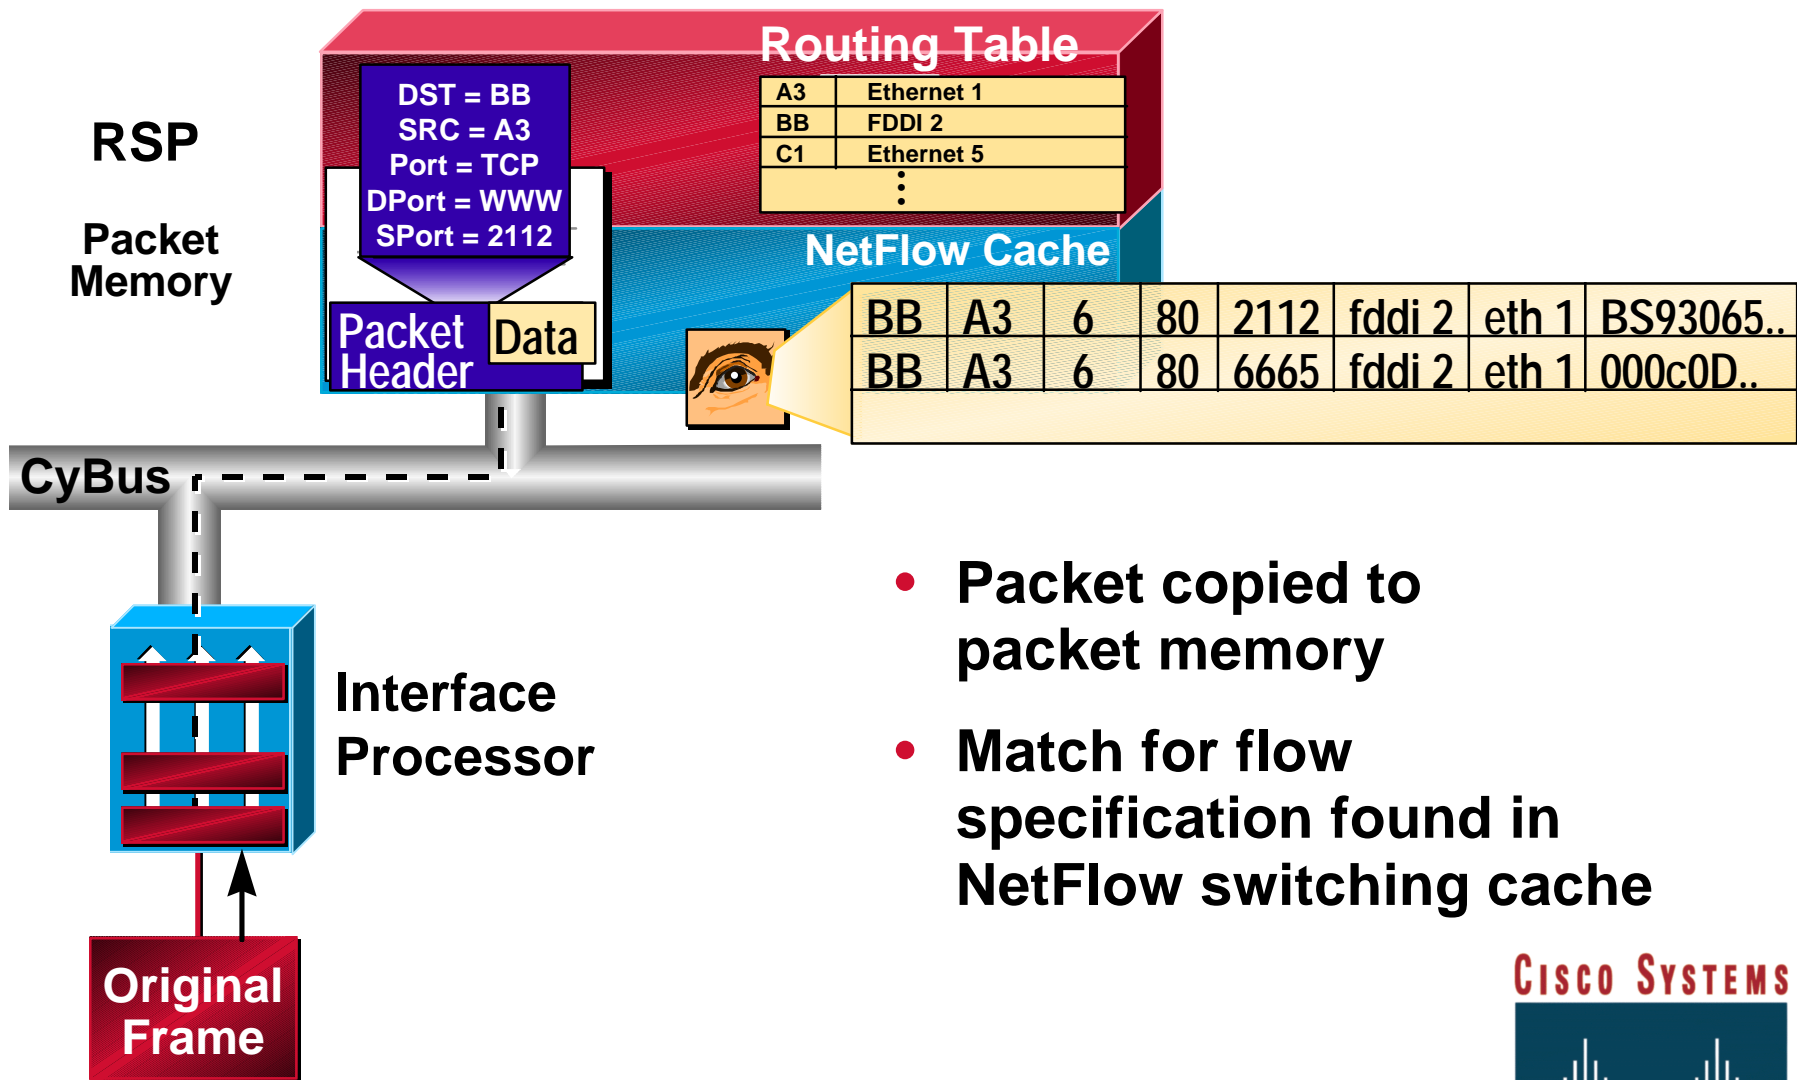 Routing Table
A3 Ethernet 1
BB FDDI 2
C1 Ethernet 5
DST = BB
SRC = A3
Port = TCP
DPort = WWW
SPort = 2112
RSP
Packet
Memory
NetFlow Cache
Packet
Header
Data
BB A3 6 80 2112 fddi 2 eth 1 BS93065..
BB A3 6 80 6665 fddi 2 eth 1 000c0D..
CyBus
Interface
Processor
Original
Frame
• Packet copied to
packet memory
• Match for flow
specification found in
NetFlow switching cache
CISCO SYSTEMS